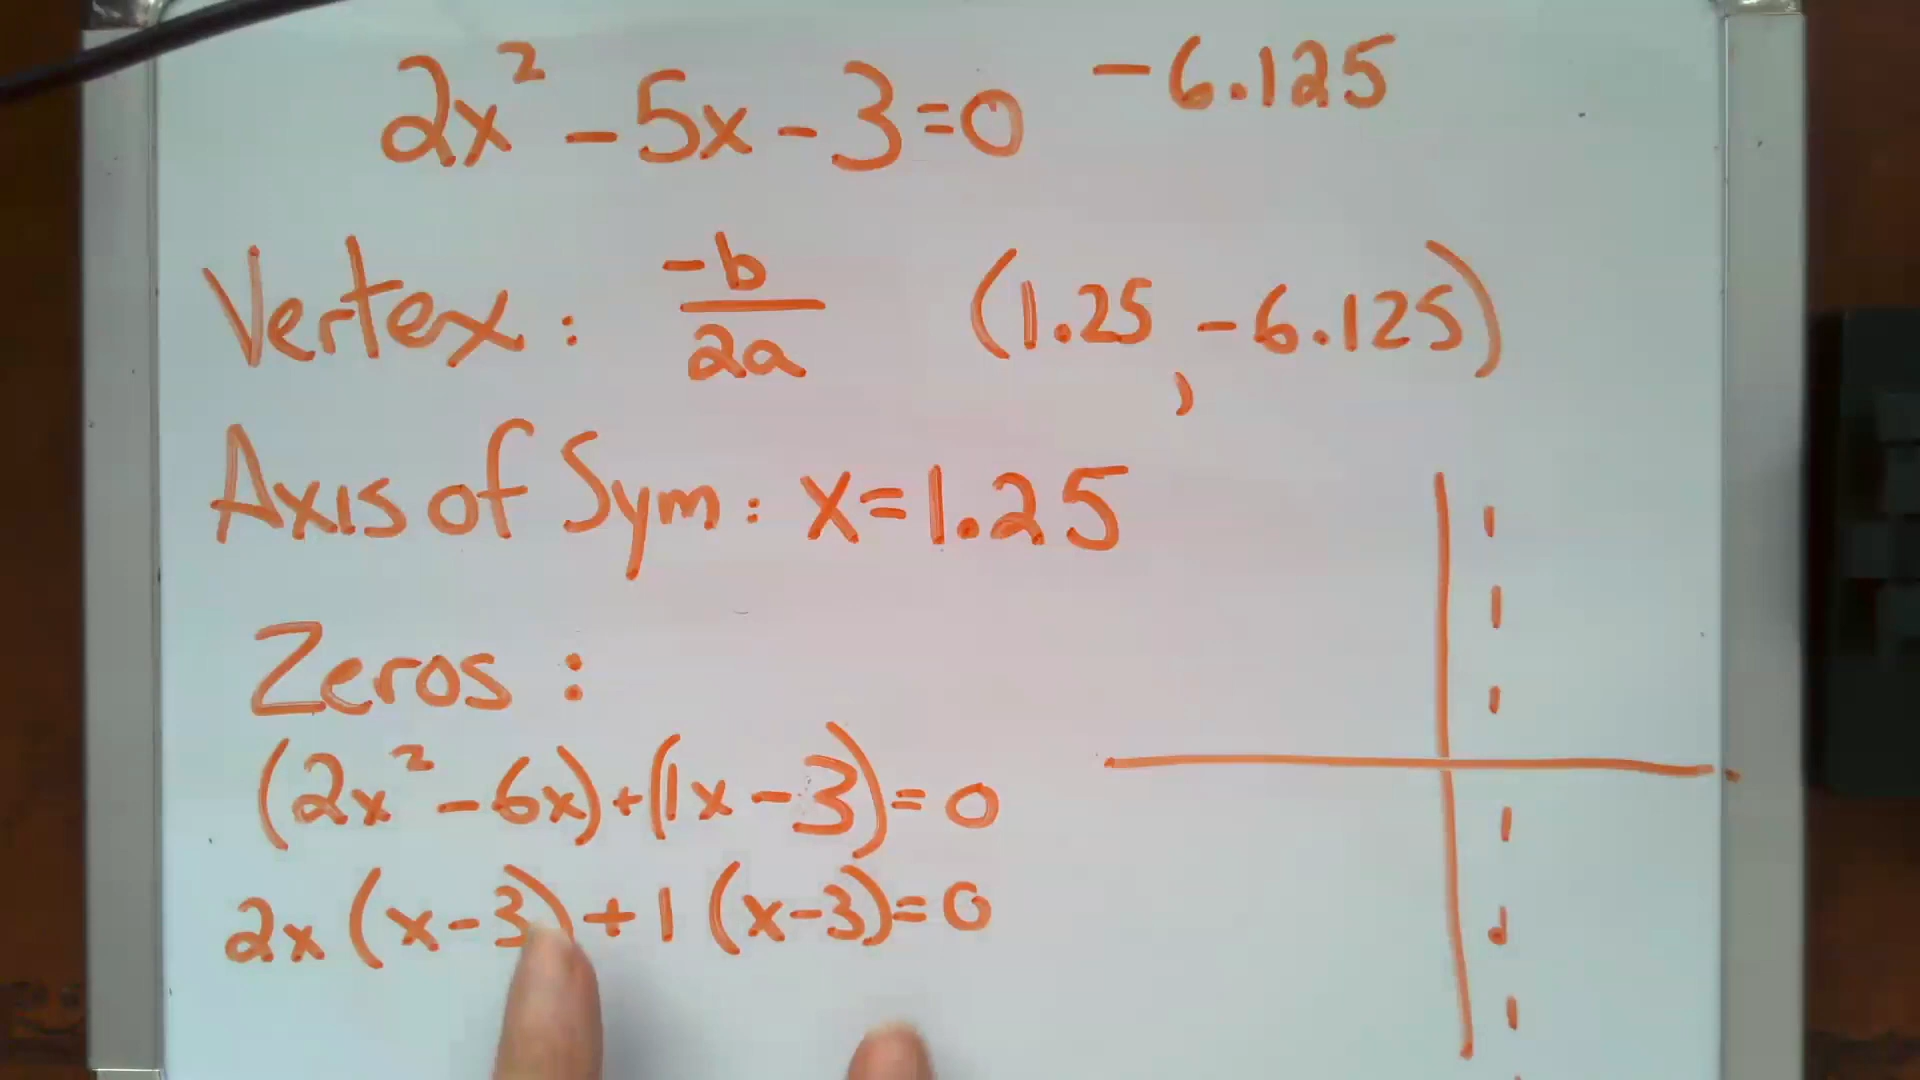 2x² - 5x - 3 = 0
-6.125
Vertex: -b/2a (1.25, -6.125)
Axis of Sym: x = 1.25
Zeros:
(2x² - 6x) + (1x - 3) = 0
2x (x - 3) + 1 (x - 3) = 0